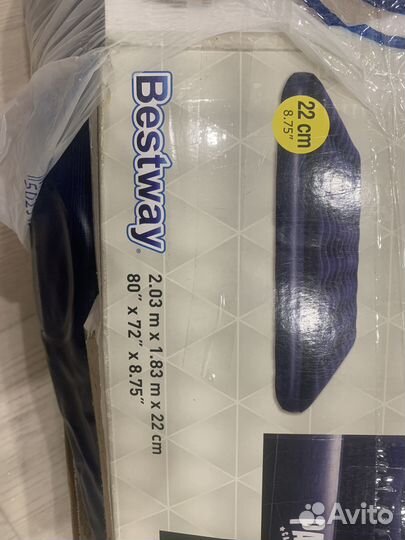 Bestway
2.03 m x 1.83 m x 22 cm
80" x 72" x 8.75"
22 cm
8.75"
Avito